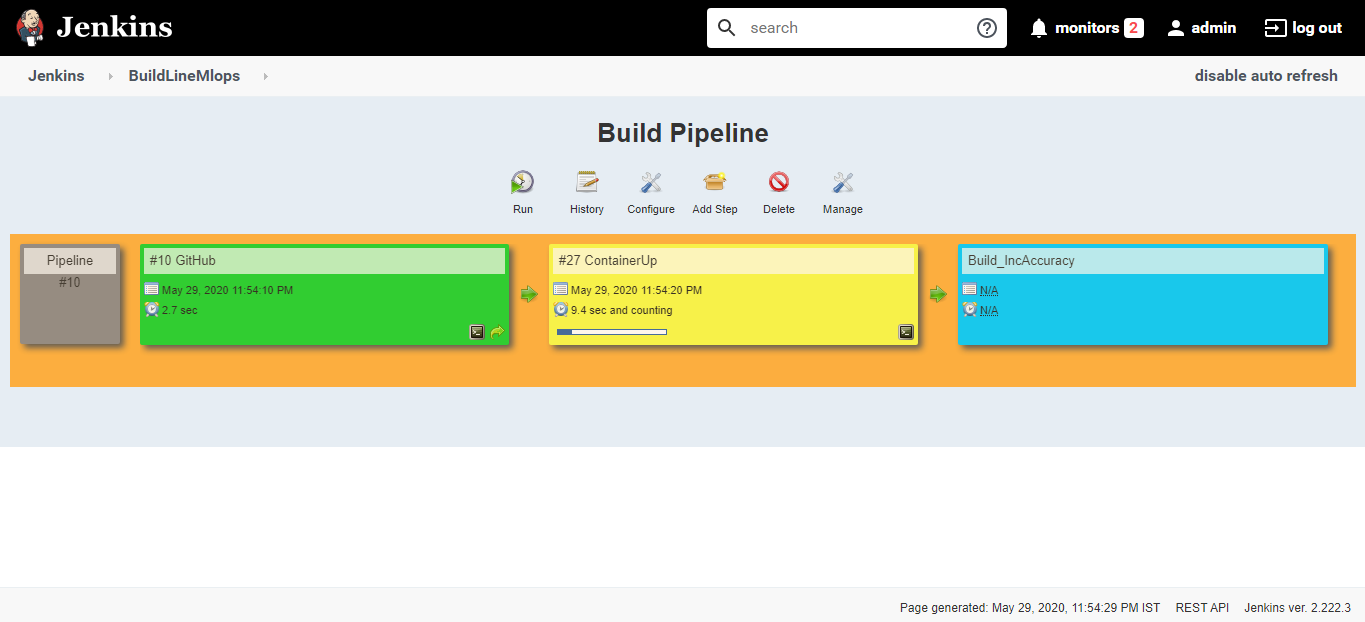 Jenkins
search
monitors 2
admin
log out
Jenkins
BuildLineMlops
disable auto refresh
Build Pipeline
Run
History
Configure
Add Step
Delete
Manage
Pipeline
#10
#10 GitHub
May 29, 2020 11:54:10 PM
2.7 sec
#27 ContainerUp
May 29, 2020 11:54:20 PM
9.4 sec and counting
Build_IncAccuracy
N/A
N/A
Page generated: May 29, 2020, 11:54:29 PM IST
REST API
Jenkins ver. 2.222.3